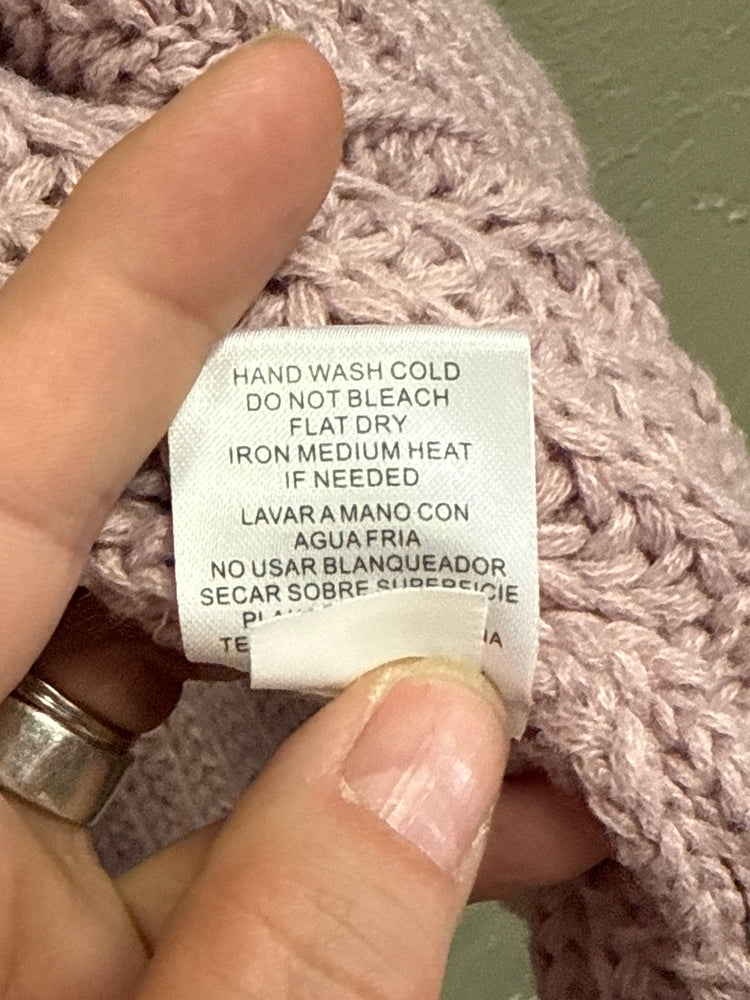 HAND WASH COLD
DO NOT BLEACH
FLAT DRY
IRON MEDIUM HEAT
IF NEEDED
LAVAR A MANO CON
AGUA FRIA
NO USAR BLANQUEADOR
SECAR SOBRE SUPERFICIE